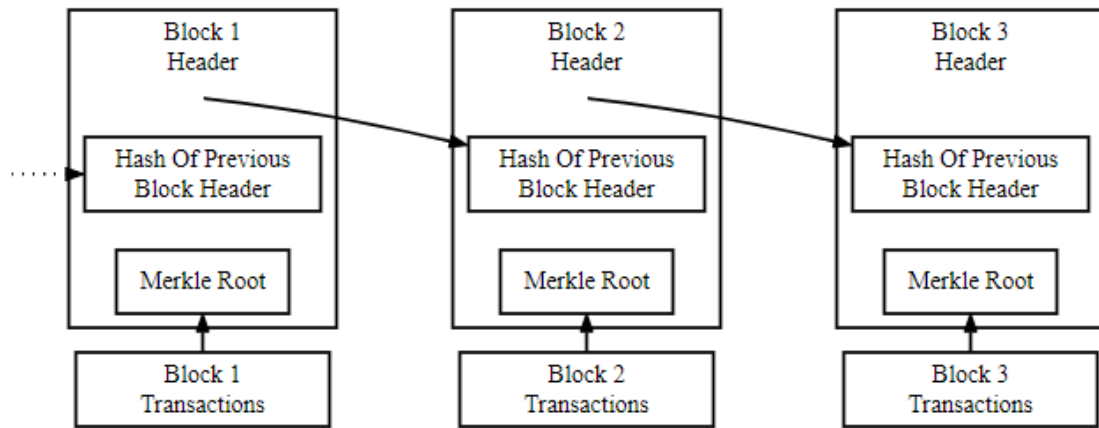 Block 1
Header
Block 2
Header
Block 3
Header
Hash Of Previous
Block Header
Hash Of Previous
Block Header
Hash Of Previous
Block Header
Merkle Root
Merkle Root
Merkle Root
Block 1
Transactions
Block 2
Transactions
Block 3
Transactions